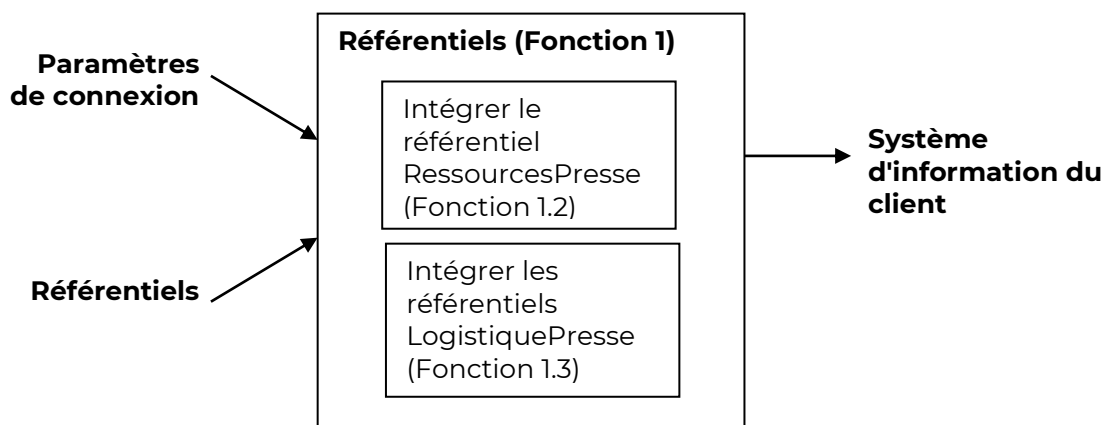 Référentiels (Fonction 1)
Paramètres
de connexion
Intégrer le
référentiel
RessourcesPresse
(Fonction 1.2)
Système
d'information du
client
Référentiels
Intégrer les
référentiels
LogistiquePresse
(Fonction 1.3)